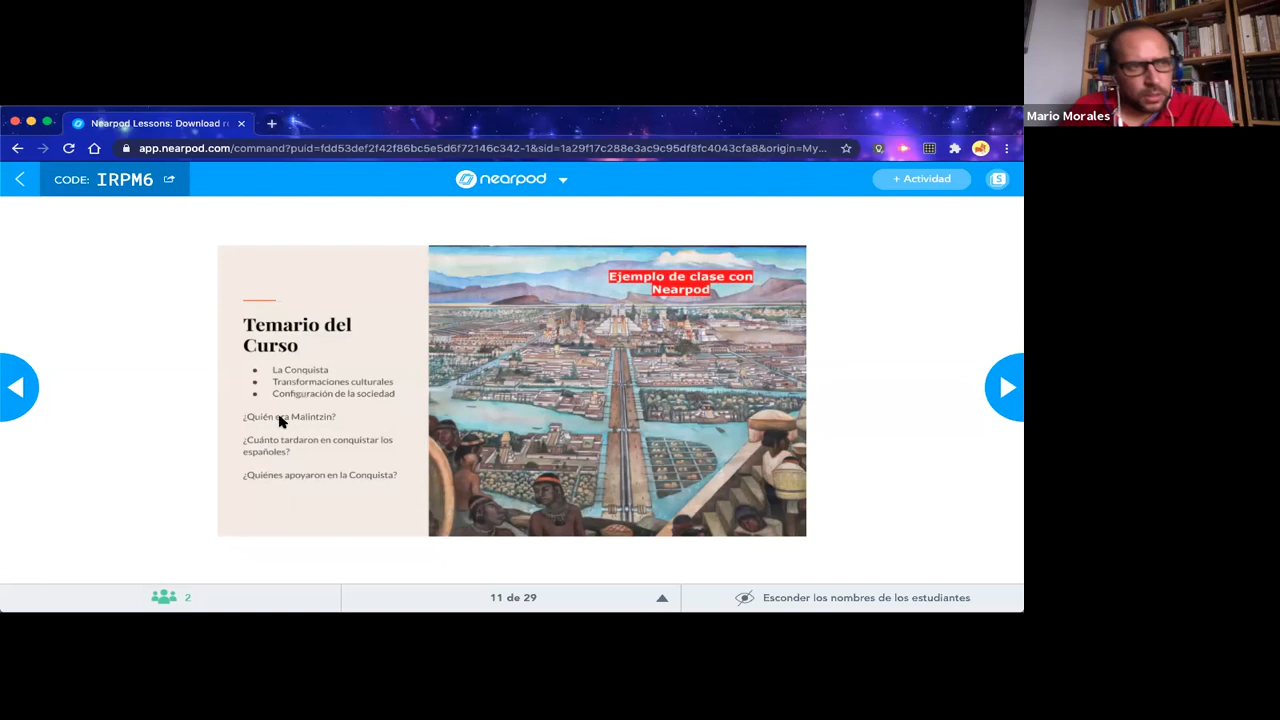 Mario Morales
Nearpod Lessons: Download r
app.nearpod.com/command?puid=fdd53def2f42f86bc5e5d6f72146c342-1&sid=1a29f17c288e3ac9c95df8fc4043cfa8&origin=My...
CODE: IRPM6
nearpod
+ Actividad
S
Ejemplo de clase con
Nearpod
Temario del
Curso
● La Conquista
● Transformaciones culturales
● Configuración de la sociedad
¿Quién era Malintzin?
¿Cuánto tardaron en conquistar los
españoles?
¿Quiénes apoyaron en la Conquista?
2
11 de 29
Esconder los nombres de los estudiantes